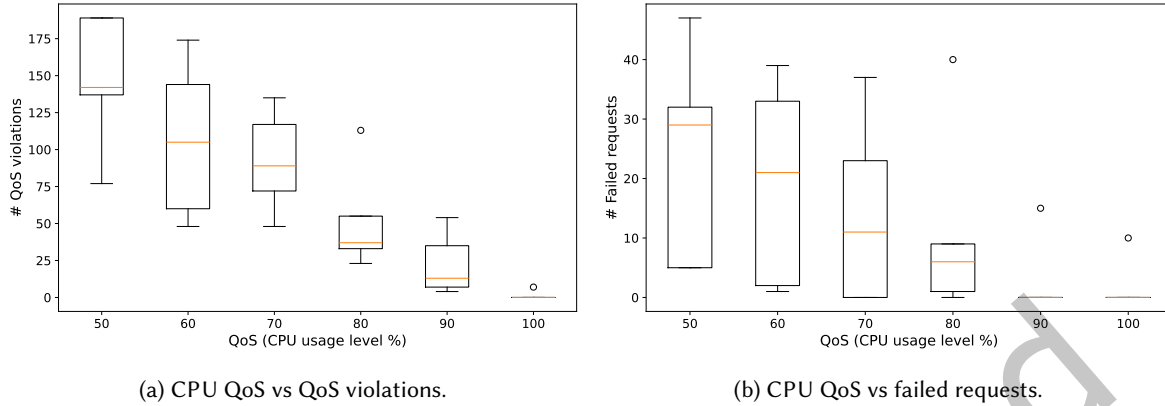 175
150
125
100
75
50
25
0
# QoS violations
50 60 70 80 90 100
QoS (CPU usage level %)
(a) CPU QoS vs QoS violations.
40
30
20
10
0
# Failed requests
50 60 70 80 90 100
QoS (CPU usage level %)
(b) CPU QoS vs failed requests.
d